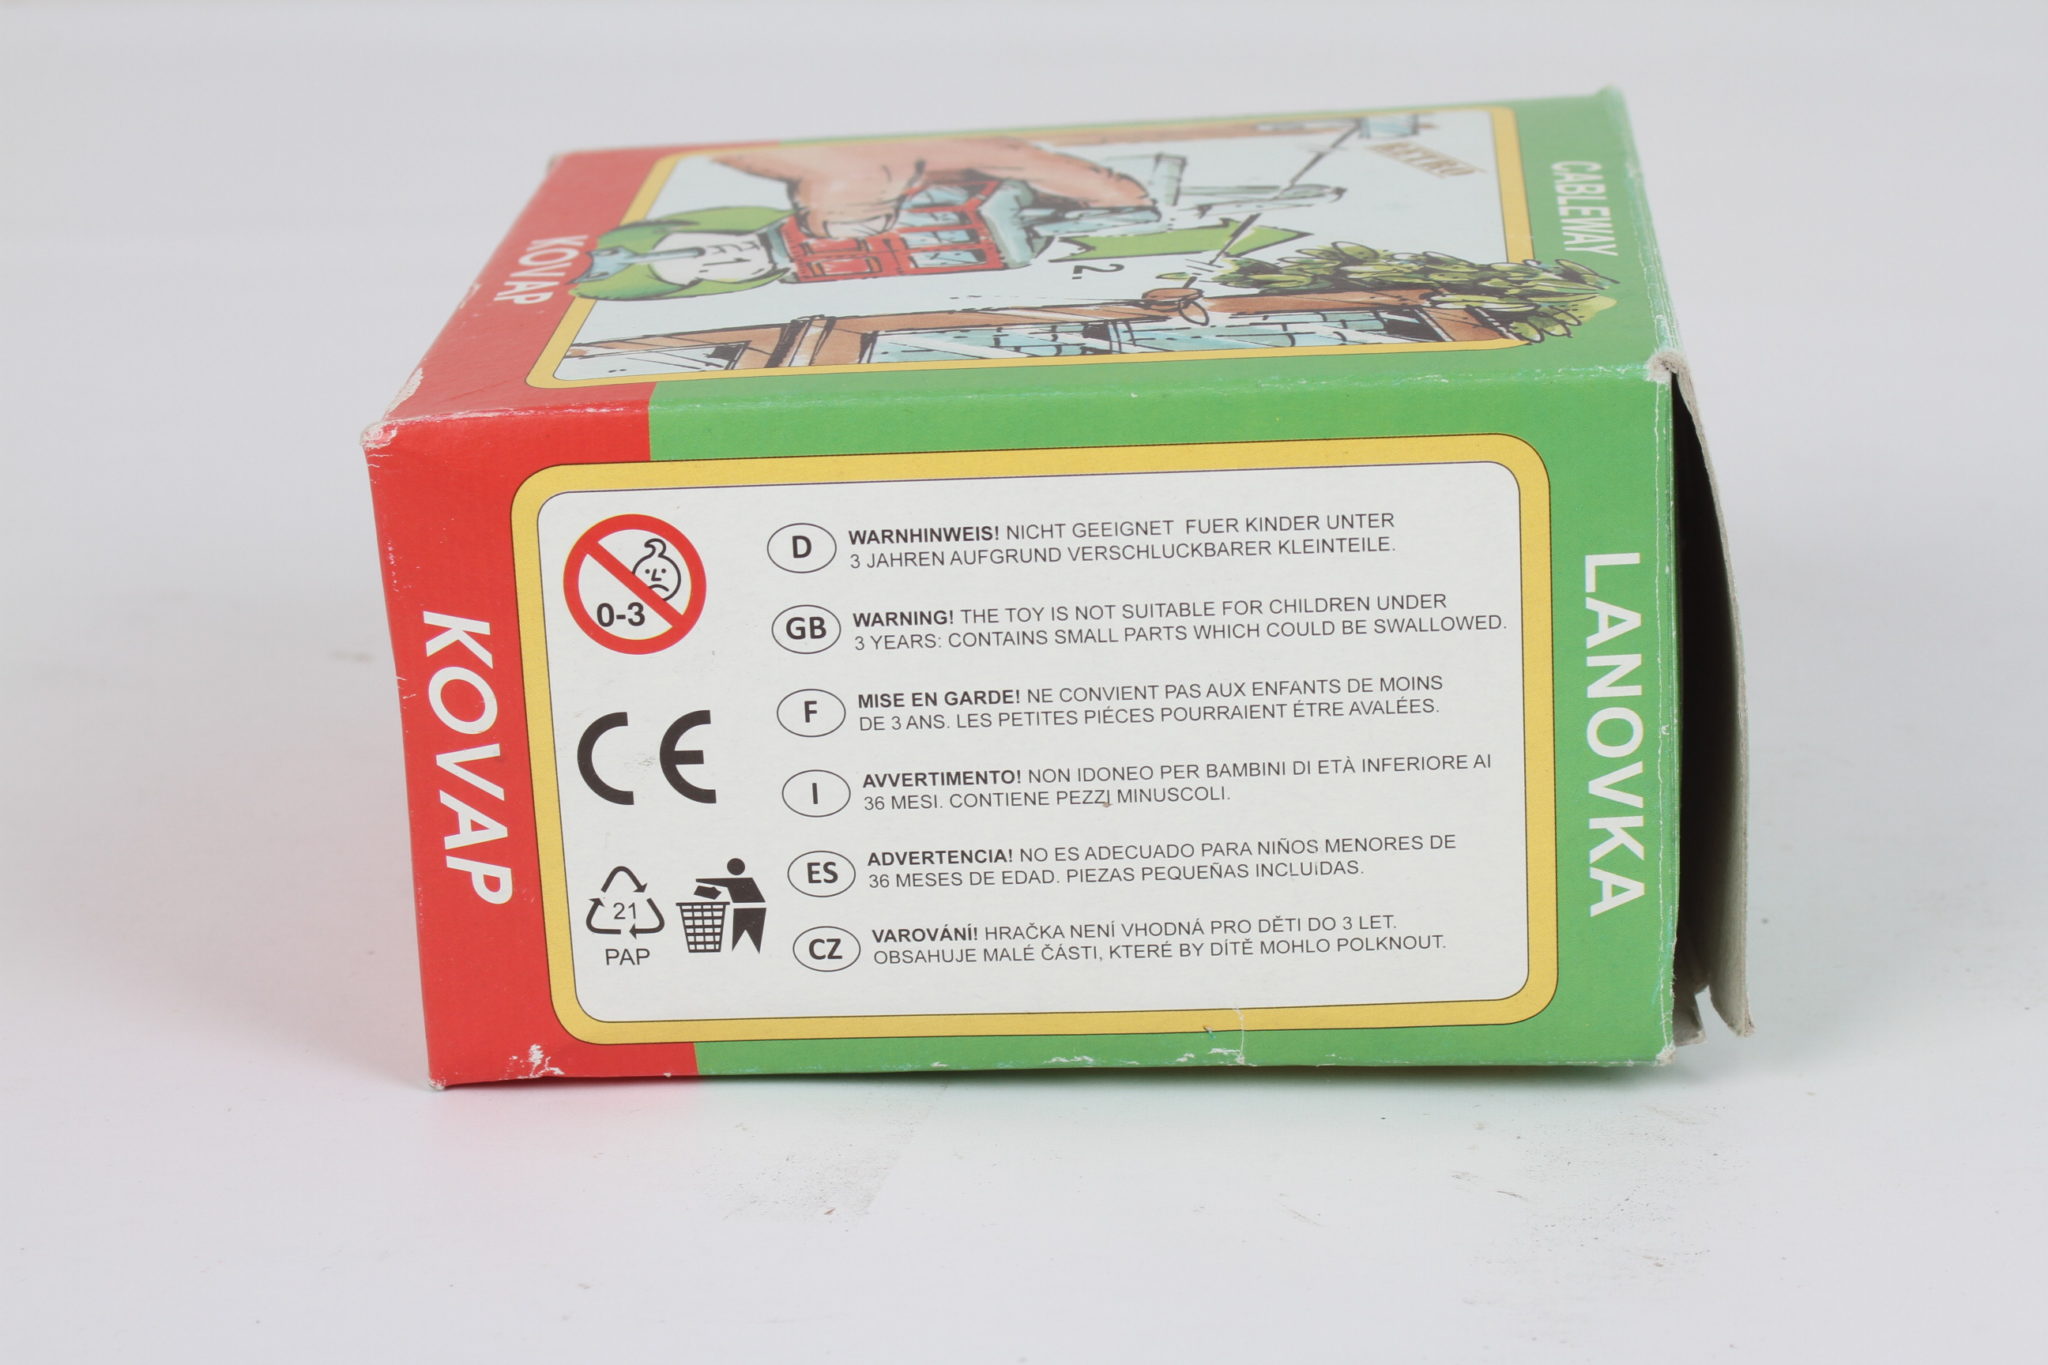 KOVAP
CABLEWAY
RETRO
1.
2.
KOVAP
LANOVKA
0-3
D WARNHINWEIS! NICHT GEEIGNET FUER KINDER UNTER
3 JAHREN AUFGRUND VERSCHLUCKBARER KLEINTEILE.
GB WARNING! THE TOY IS NOT SUITABLE FOR CHILDREN UNDER
3 YEARS: CONTAINS SMALL PARTS WHICH COULD BE SWALLOWED.
F MISE EN GARDE! NE CONVIENT PAS AUX ENFANTS DE MOINS
DE 3 ANS. LES PETITES PIÉCES POURRAIENT ÉTRE AVALÉES.
CE
I AVVERTIMENTO! NON IDONEO PER BAMBINI DI ETÀ INFERIORE AI
36 MESI. CONTIENE PEZZI MINUSCOLI.
ES ADVERTENCIA! NO ES ADECUADO PARA NIÑOS MENORES DE
36 MESES DE EDAD. PIEZAS PEQUEÑAS INCLUíDAS.
21
PAP
CZ VAROVÁNÍ! HRAČKA NENÍ VHODNÁ PRO DĚTI DO 3 LET.
OBSAHUJE MALÉ ČÁSTI, KTERÉ BY DÍTĚ MOHLO POLKNOUT.